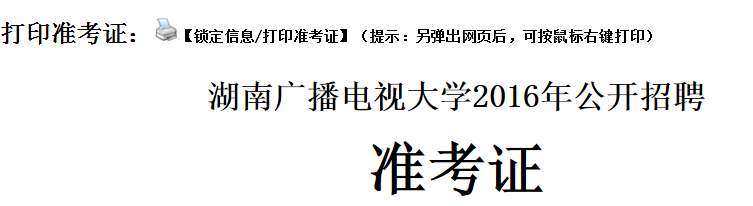 打印准考证：【锁定信息/打印准考证】（提示：另弹出网页后，可按鼠标右键打印）
湖南广播电视大学2016年公开招聘
准考证